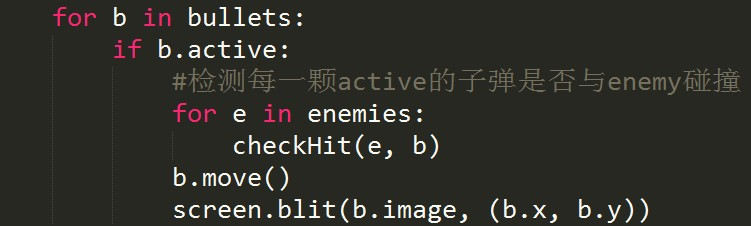 for b in bullets:
if b.active:
#检测每一颗active的子弹是否与enemy碰撞
for e in enemies:
checkHit(e, b)
b.move()
screen.blit(b.image, (b.x, b.y))